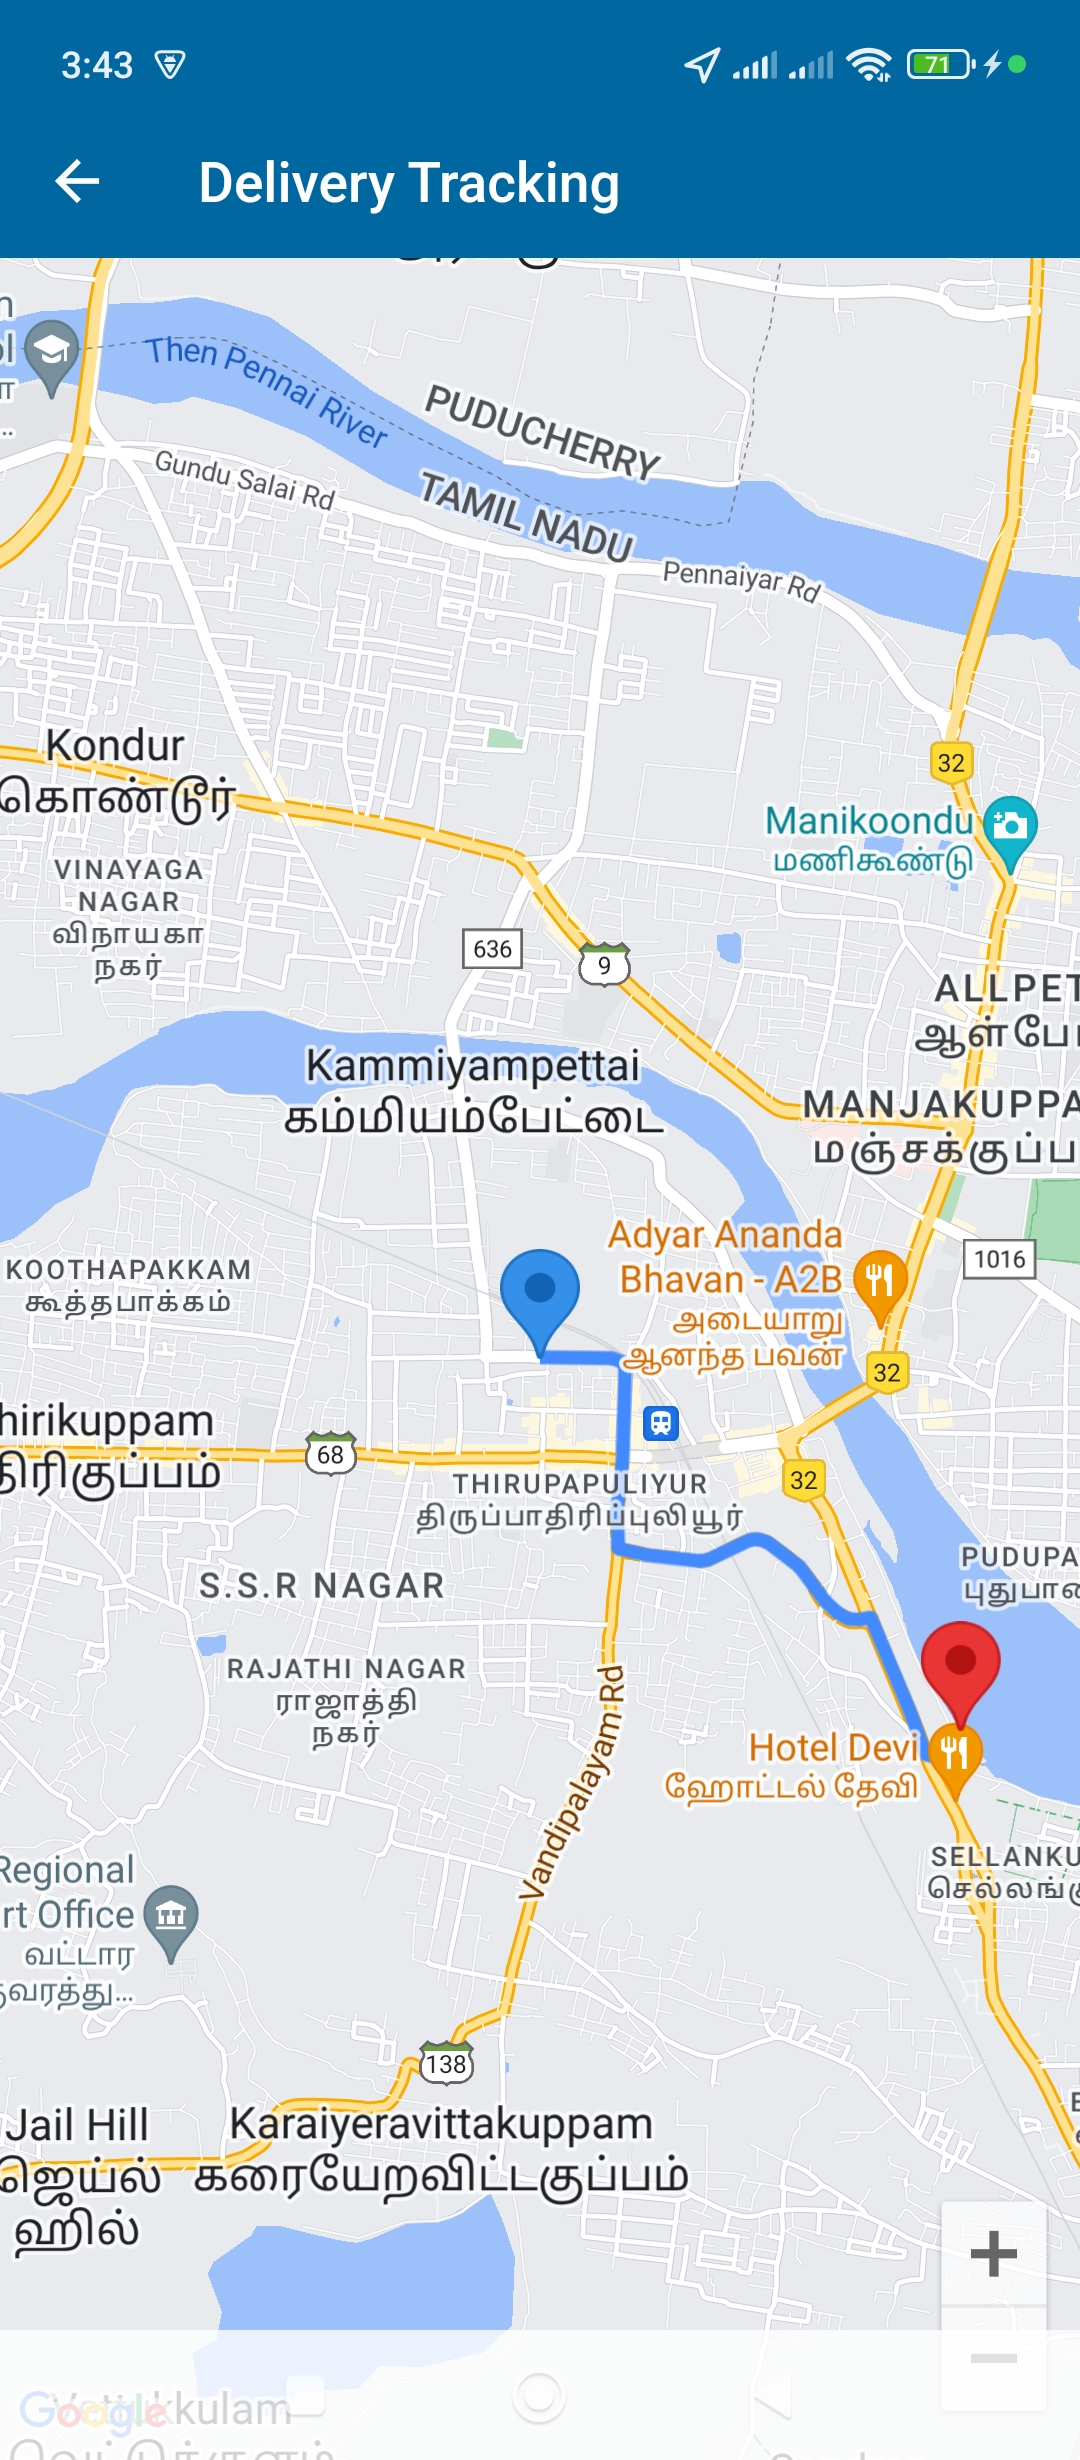 3:43
71
Delivery Tracking
Then Pennai River
PUDUCHERRY
Gundu Salai Rd
TAMIL NADU
Pennaiyar Rd
Kondur
கொண்டூர்
32
Manikoondu
மணிகூண்டு
VINAYAGA
NAGAR
விநாயகா
நகர்
636
9
ALLPET
ஆள்பே
Kammiyampettai
கம்மியம்பேட்டை
MANJAKUPPA
மஞ்சக்குப்ப
Adyar Ananda
Bhavan - A2B
அடையாறு
ஆனந்த பவன்
1016
KOOTHAPAKKAM
கூத்தபாக்கம்
32
hirikuppam
திரிகுப்பம்
68
THIRUPAPULIYUR
திருப்பாதிரிப்புலியூர்
32
PUDUPA
புதுபா
S.S.R NAGAR
RAJATHI NAGAR
ராஜாத்தி
நகர்
Vandipalayam Rd
Hotel Devi
ஹோட்டல் தேவி
SELLANKU
செல்லங்கு
Regional
rt Office
வட்டார
வரத்து...
138
Jail Hill
ஜெய்ல்
ஹில்
Karaiyeravittakuppam
கரையேறவிட்டகுப்பம்
Google